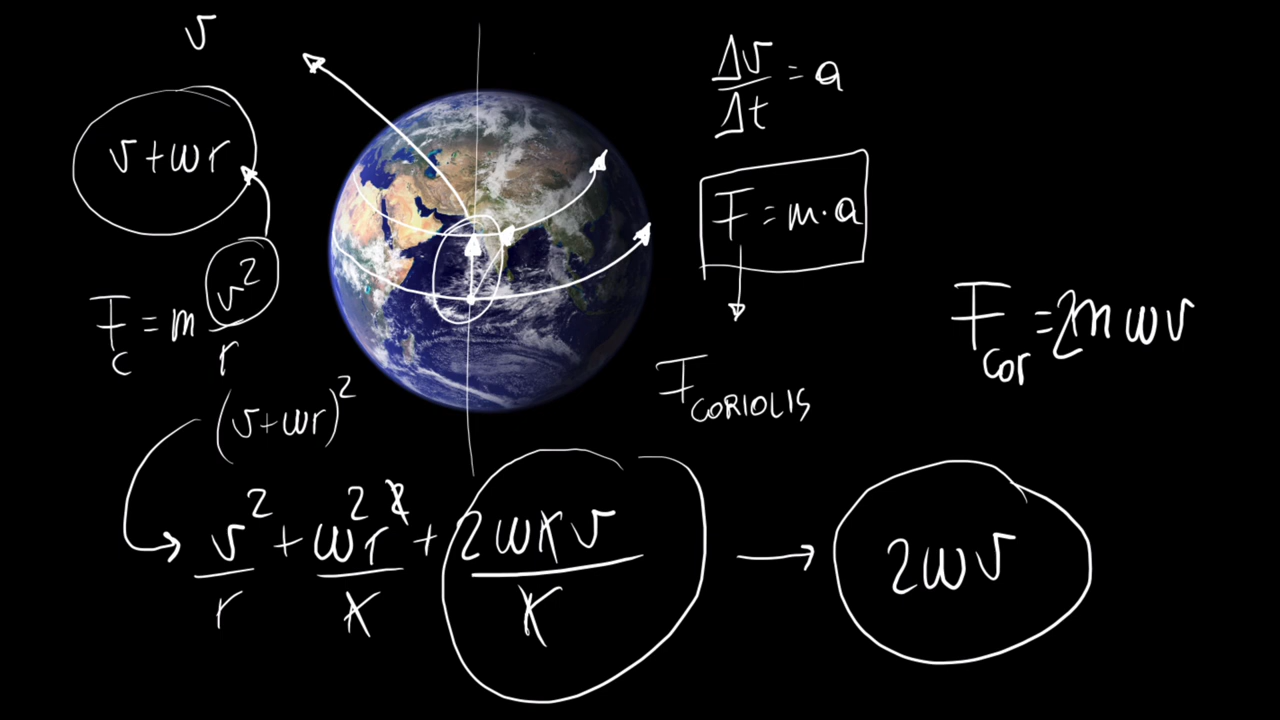 v
Δv/Δt = a
v + ωr
F = m · a
F_c = m v²/r
F_cor = 2mωv
F_CORIOLIS
(v + ωr)²
v²/r + ω²r²/r + 2ωrv/r → 2ωv